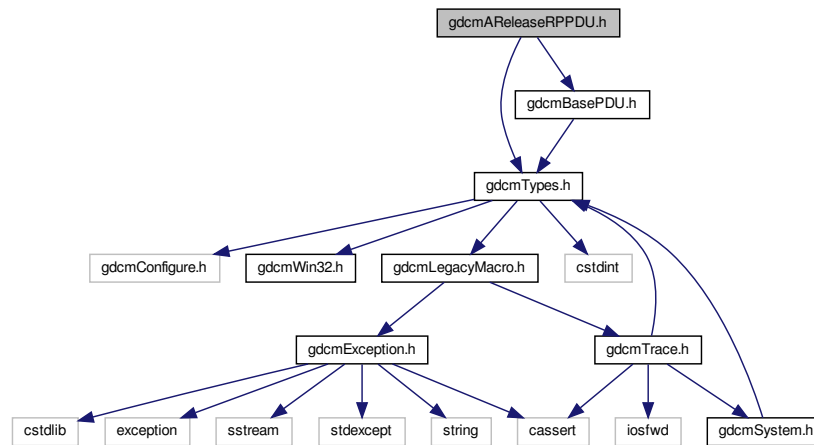 gdcmAReleaseRPPDU.h
gdcmBasePDU.h
gdcmTypes.h
gdcmConfigure.h
gdcmWin32.h
gdcmLegacyMacro.h
cstdint
gdcmException.h
gdcmTrace.h
cstdlib
exception
sstream
stdexcept
string
cassert
iosfwd
gdcmSystem.h